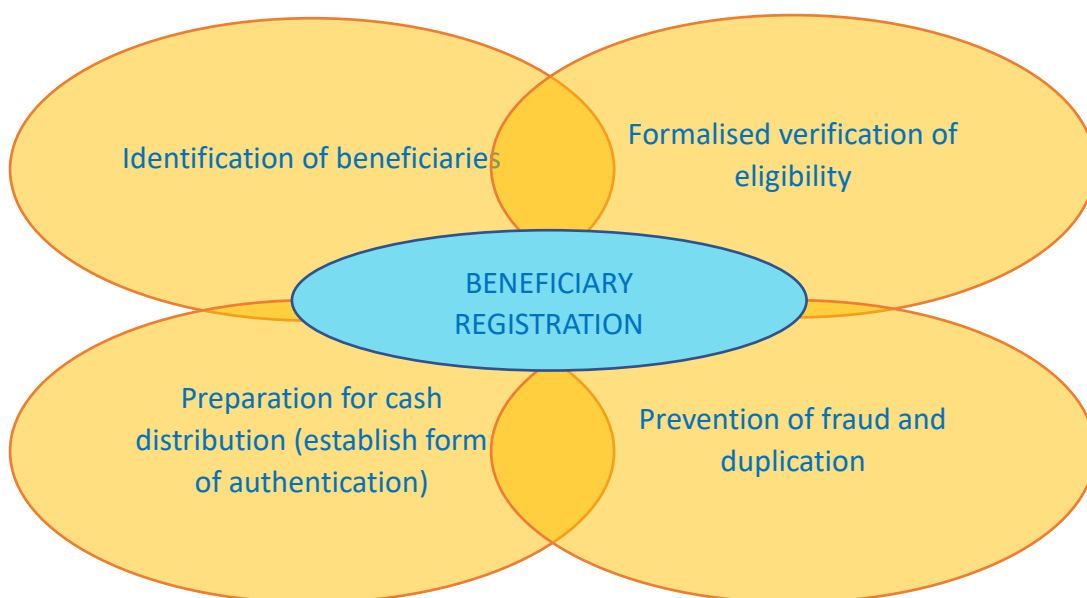 Identification of beneficiaries
Formalised verification of
eligibility
BENEFICIARY
REGISTRATION
Preparation for cash
distribution (establish form
of authentication)
Prevention of fraud and
duplication